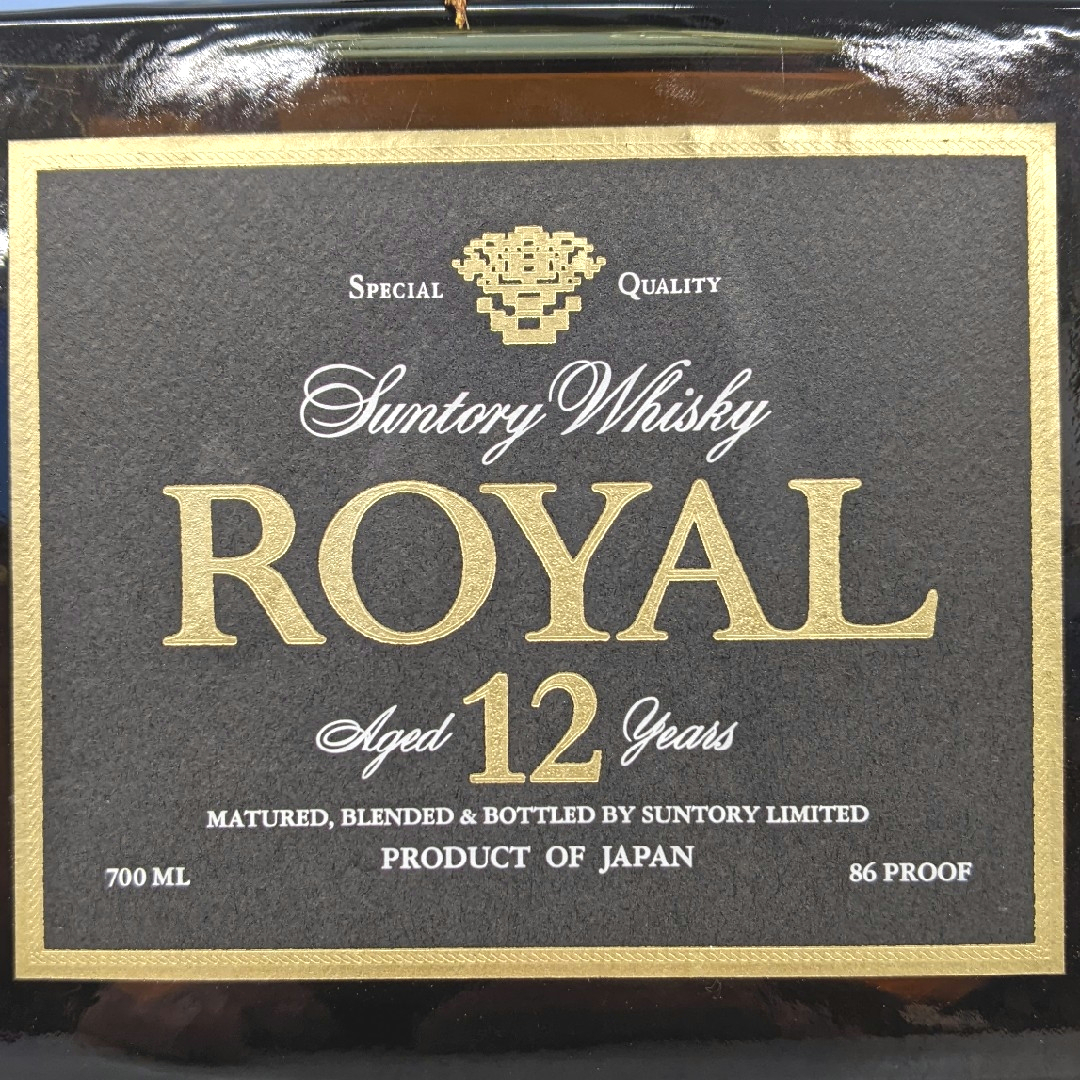 Special Quality
Suntory Whisky
ROYAL
Aged 12 Years
MATURED, BLENDED & BOTTLED BY SUNTORY LIMITED
PRODUCT OF JAPAN
700 ML 86 PROOF